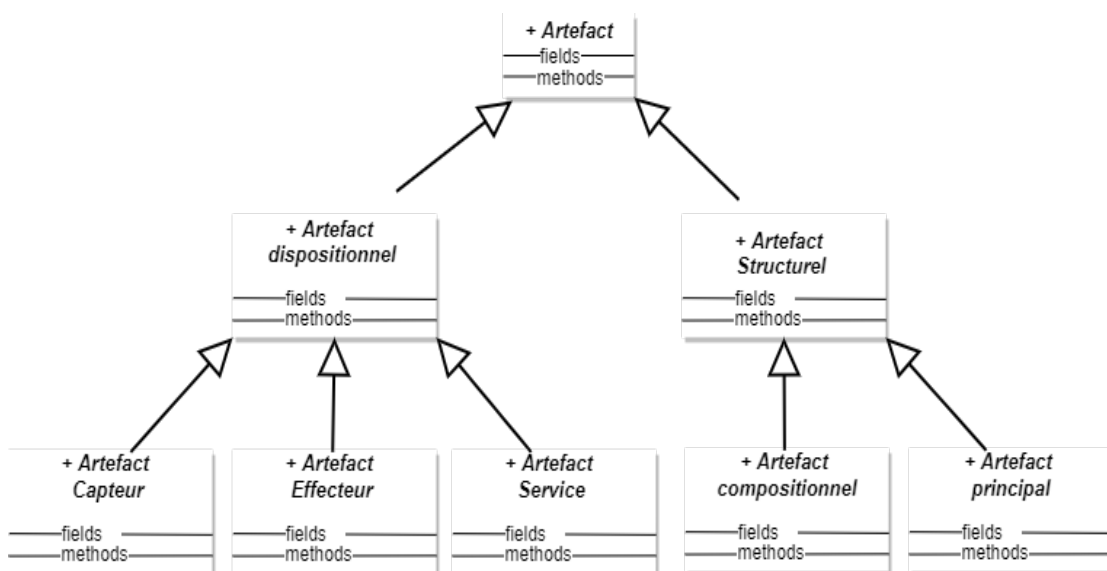 + Artefact
fields
methods
+ Artefact
dispositionnel
fields
methods
+ Artefact
Structurel
fields
methods
+ Artefact
Capteur
fields
methods
+ Artefact
Effecteur
fields
methods
+ Artefact
Service
fields
methods
+ Artefact
compositionnel
fields
methods
+ Artefact
principal
fields
methods